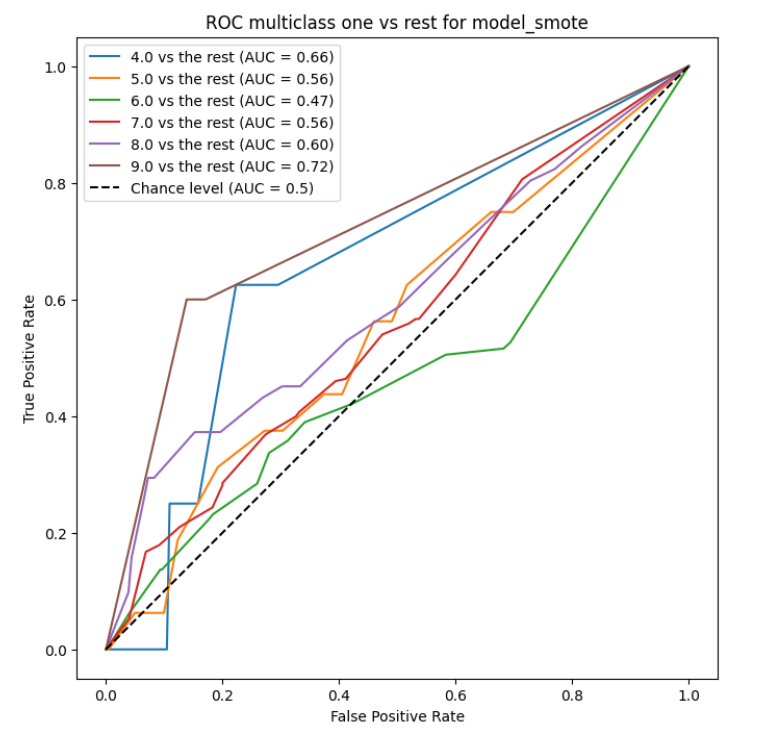 ROC multiclass one vs rest for model_smote
4.0 vs the rest (AUC = 0.66)
5.0 vs the rest (AUC = 0.56)
6.0 vs the rest (AUC = 0.47)
7.0 vs the rest (AUC = 0.56)
8.0 vs the rest (AUC = 0.60)
9.0 vs the rest (AUC = 0.72)
Chance level (AUC = 0.5)
1.0
0.8
0.6
0.4
0.2
0.0
True Positive Rate
0.0 0.2 0.4 0.6 0.8 1.0
False Positive Rate